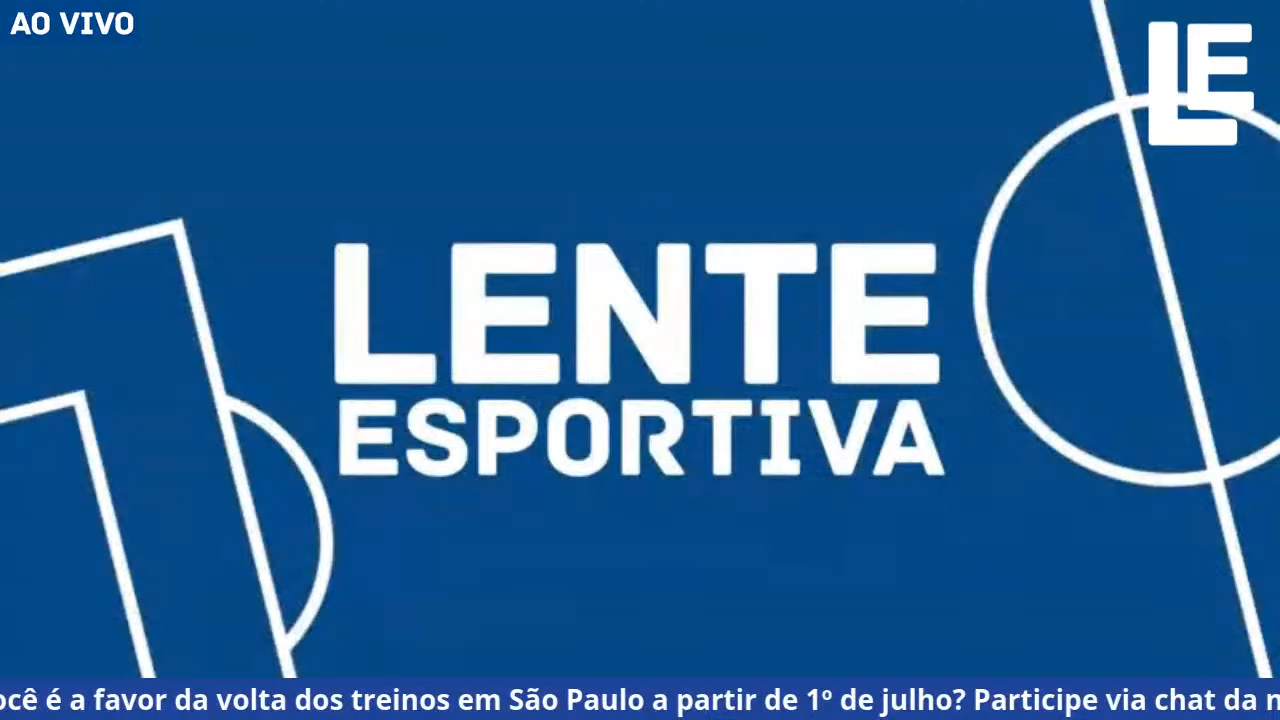 AO VIVO
LE
LENTE
ESPORTIVA
é a favor da volta dos treinos em São Paulo a partir de 1º de julho? Participe via chat da